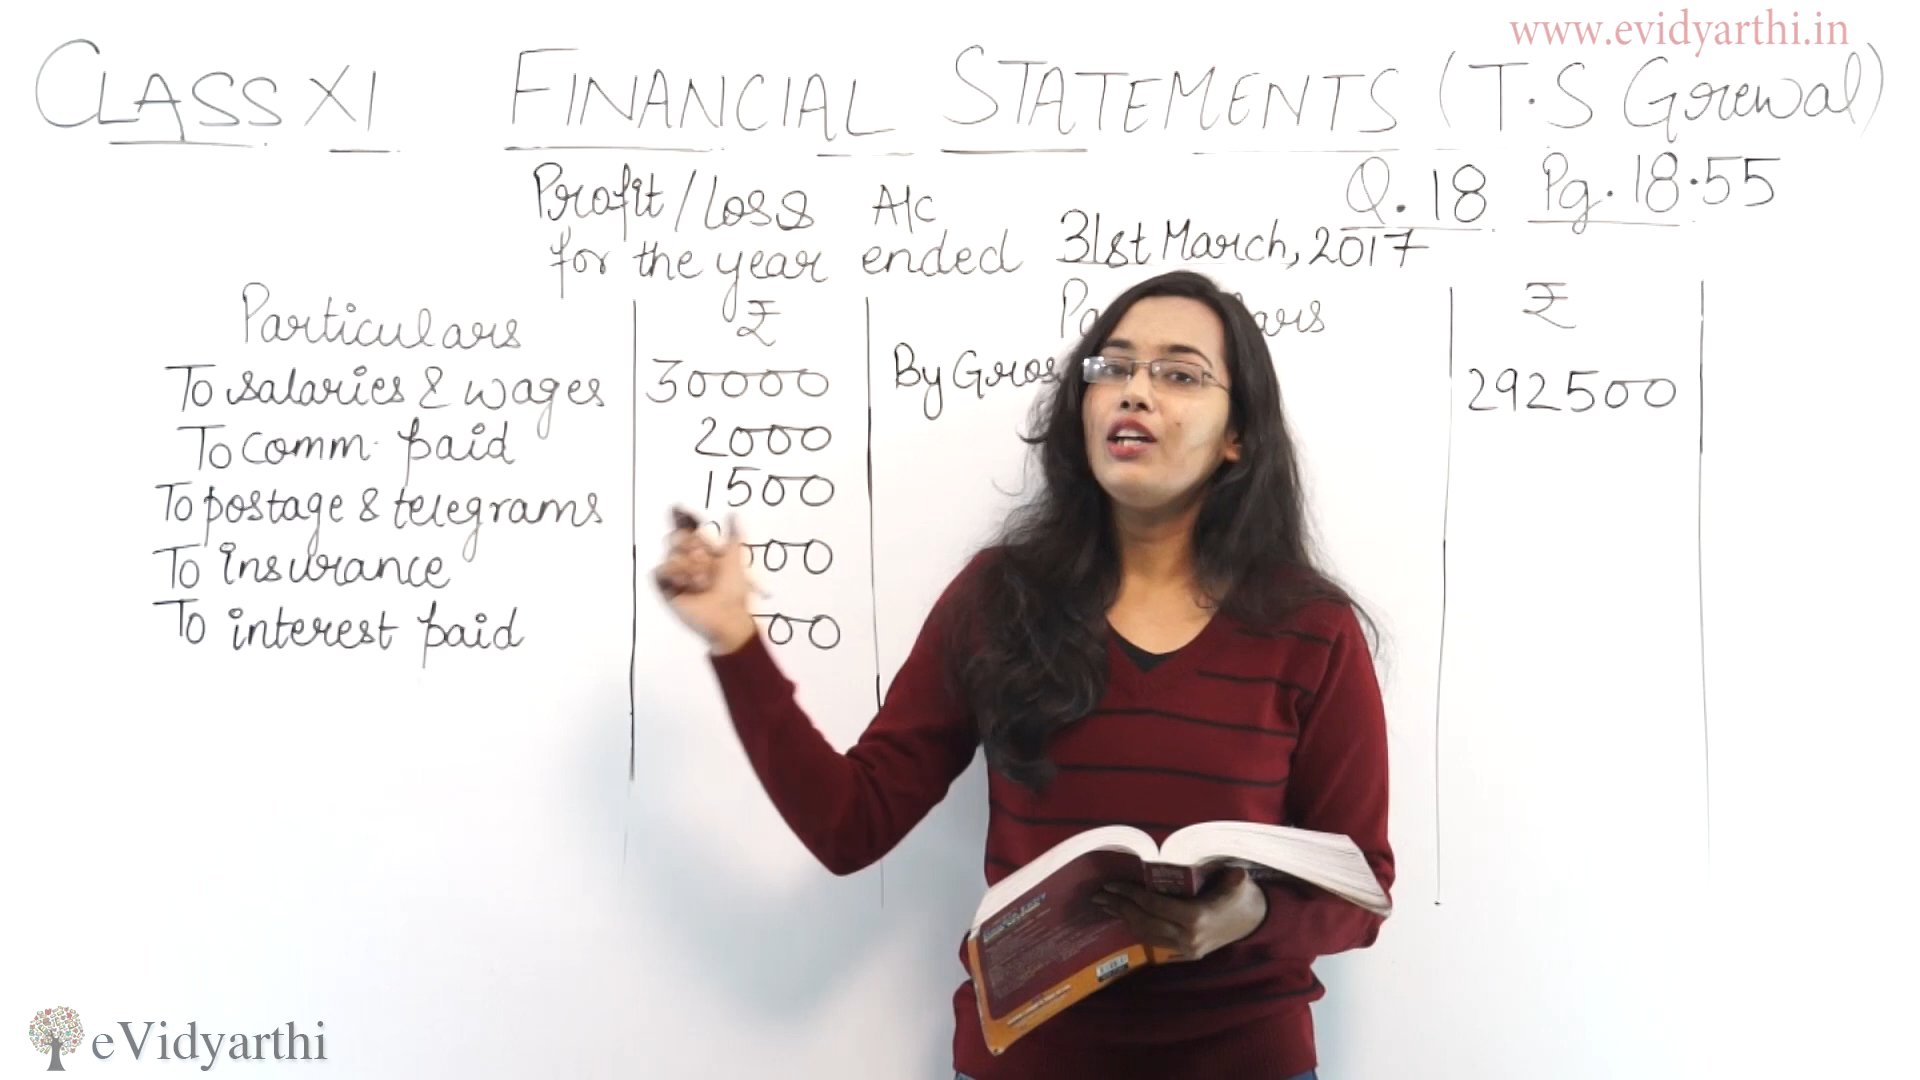 www.evidyarthi.in
CLASS XI FINANCIAL STATEMENTS (T.S Grewal)
Profit/Loss A/c Q.18 Pg. 18.55
for the year ended 31st March, 2017
Particulars ₹ ₹
To salaries & wages 30000 By 292500
To comm. paid 2000
To postage & telegrams 1500
To insurance
To interest paid
eVidyarthi